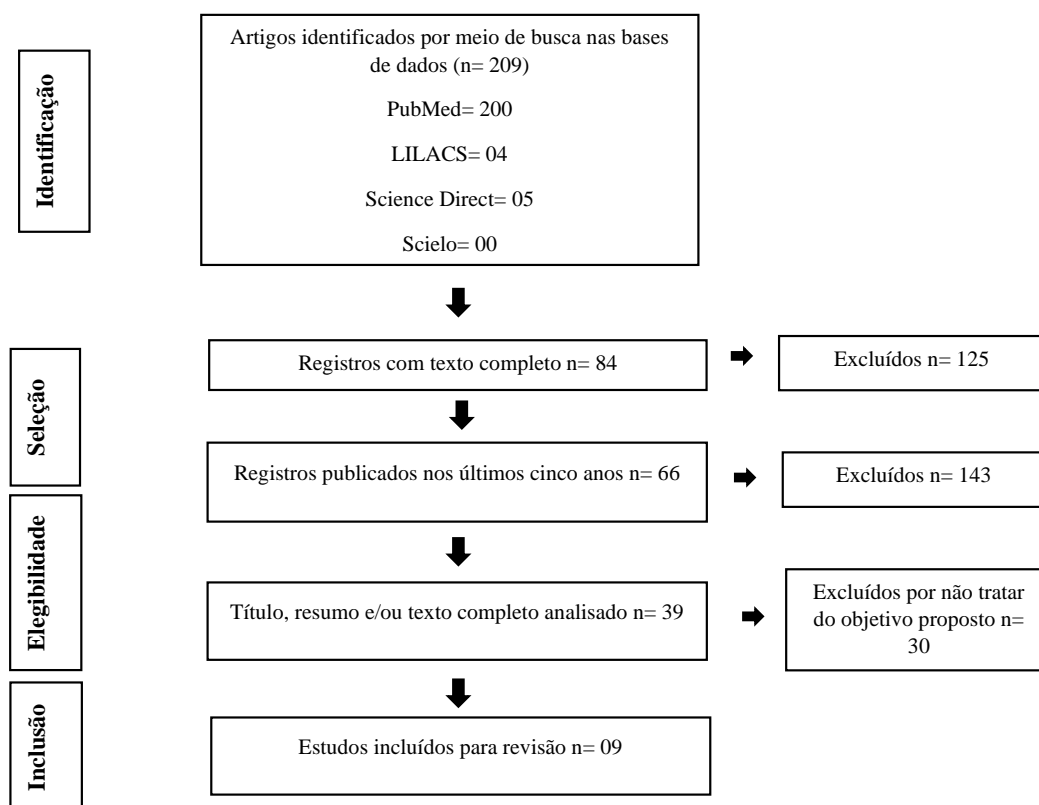 Identificação
Artigos identificados por meio de busca nas bases
de dados (n= 209)
PubMed= 200
LILACS= 04
Science Direct= 05
Scielo= 00
Seleção
Registros com texto completo n= 84
Excluídos n= 125
Registros publicados nos últimos cinco anos n= 66
Excluídos n= 143
Elegibilidade
Título, resumo e/ou texto completo analisado n= 39
Excluídos por não tratar
do objetivo proposto n=
30
Inclusão
Estudos incluídos para revisão n= 09